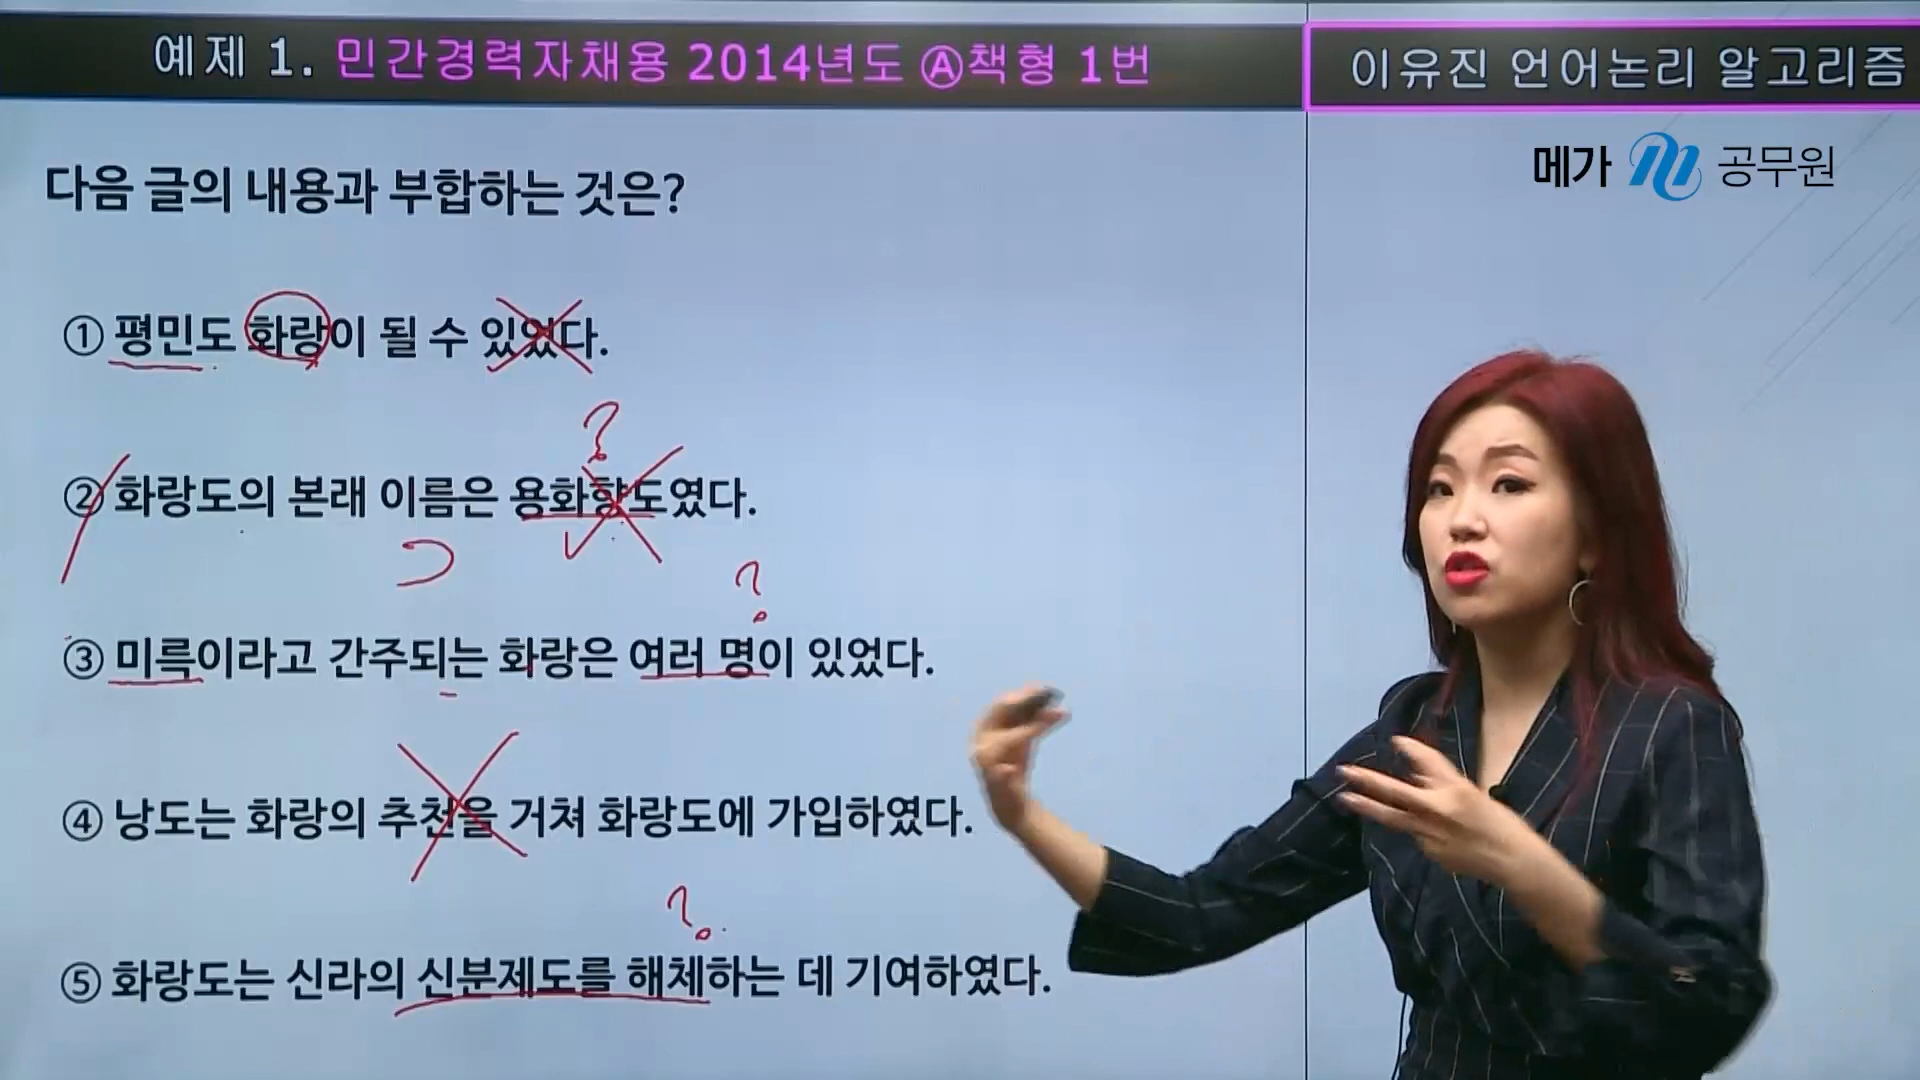 예제 1. 민간경력자채용 2014년도 Ⓐ책형 1번
이유진 언어논리 알고리즘
메가 공무원
다음 글의 내용과 부합하는 것은?
① 평민도 화랑이 될 수 있었다.
?
② 화랑도의 본래 이름은 용화향도였다.
?
③ 미륵이라고 간주되는 화랑은 여러 명이 있었다.
④ 낭도는 화랑의 추천을 거쳐 화랑도에 가입하였다.
?
⑤ 화랑도는 신라의 신분제도를 해체하는 데 기여하였다.